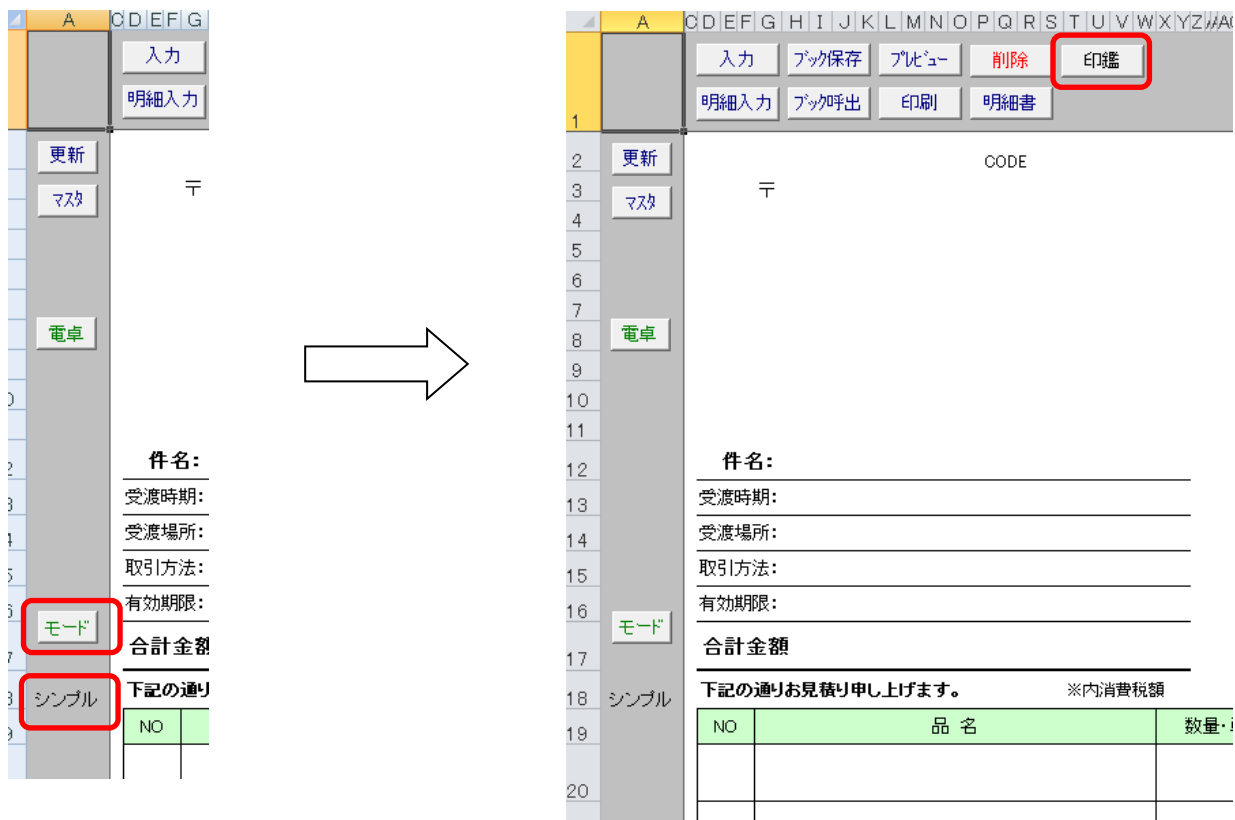 A C D E F G
入力
明細入力
更新
マスタ
〒
電卓
件名:
受渡時期:
受渡場所:
取引方法:
有効期限:
モード
合計金額
シンプル
下記の通り
NO
A C D E F G H I J K L M N O P Q R S T U V W X Y Z
入力 ブック保存 プレビュー 削除 印鑑
明細入力 ブック呼出 印刷 明細書
1
2 更新 CODE
3 マスタ 〒
4
5
6
7
8 電卓
9
10
11
12 件名:
13 受渡時期:
14 受渡場所:
15 取引方法:
16 有効期限:
モード
17 合計金額
18 シンプル 下記の通りお見積り申し上げます。 ※内消費税額
19 NO 品 名 数量・
20